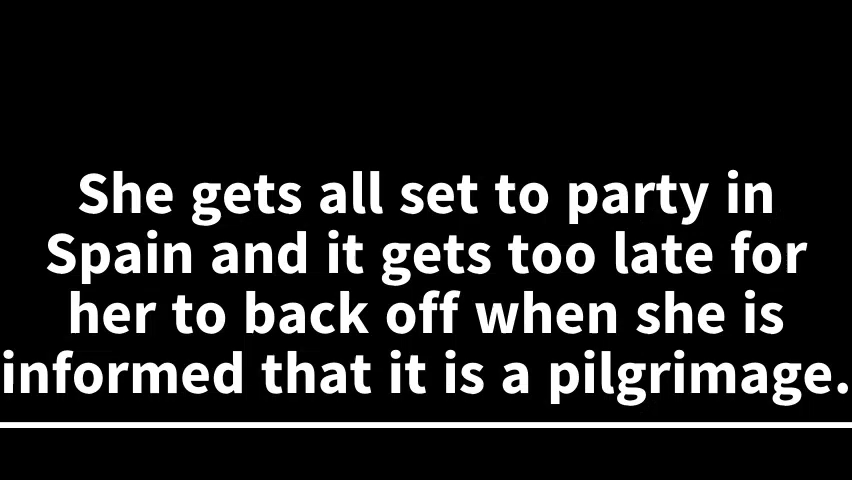 She gets all set to party in
Spain and it gets too late for
her to back off when she is
informed that it is a pilgrimage.